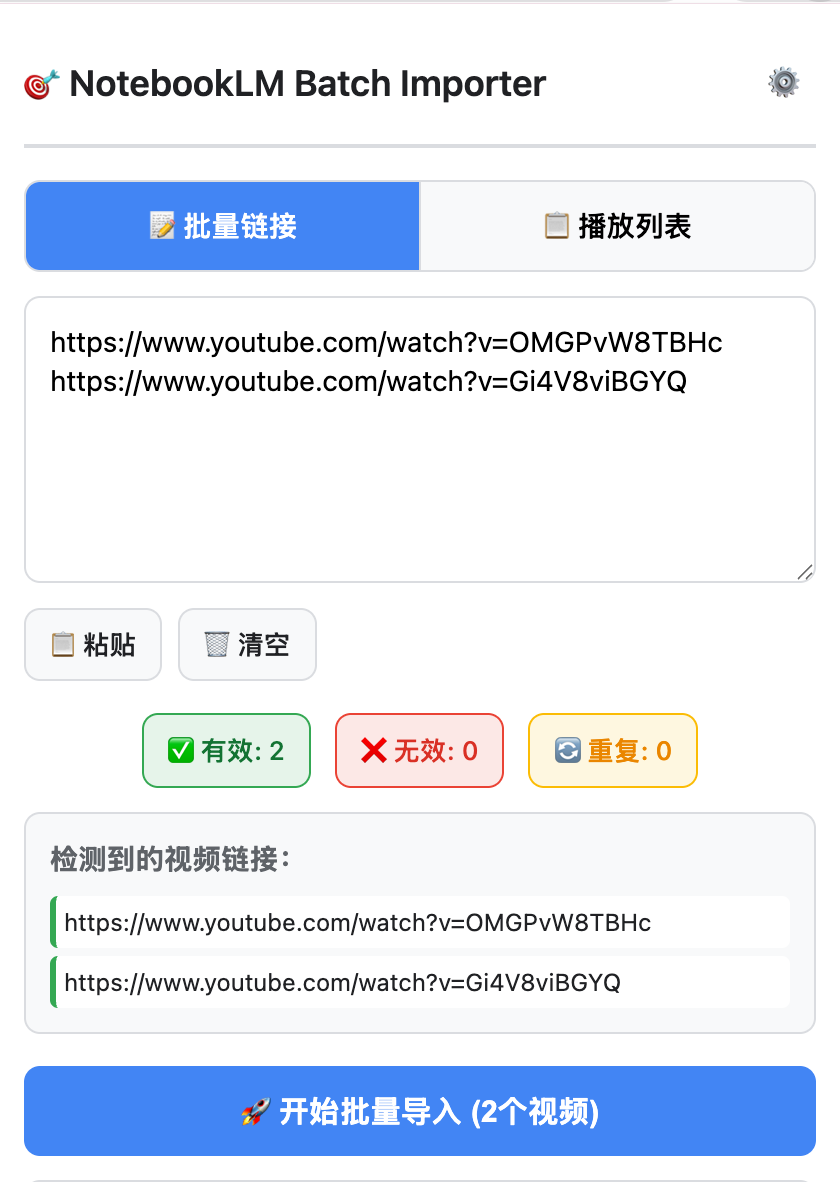 🎯 NotebookLM Batch Importer ⚙️
📝 批量链接
📋 播放列表
https://www.youtube.com/watch?v=OMGPvW8TBHc
https://www.youtube.com/watch?v=Gi4V8viBGYQ
📋 粘贴
🗑️ 清空
✅ 有效: 2
❌ 无效: 0
🔄 重复: 0
检测到的视频链接：
https://www.youtube.com/watch?v=OMGPvW8TBHc
https://www.youtube.com/watch?v=Gi4V8viBGYQ
🚀 开始批量导入 (2个视频)